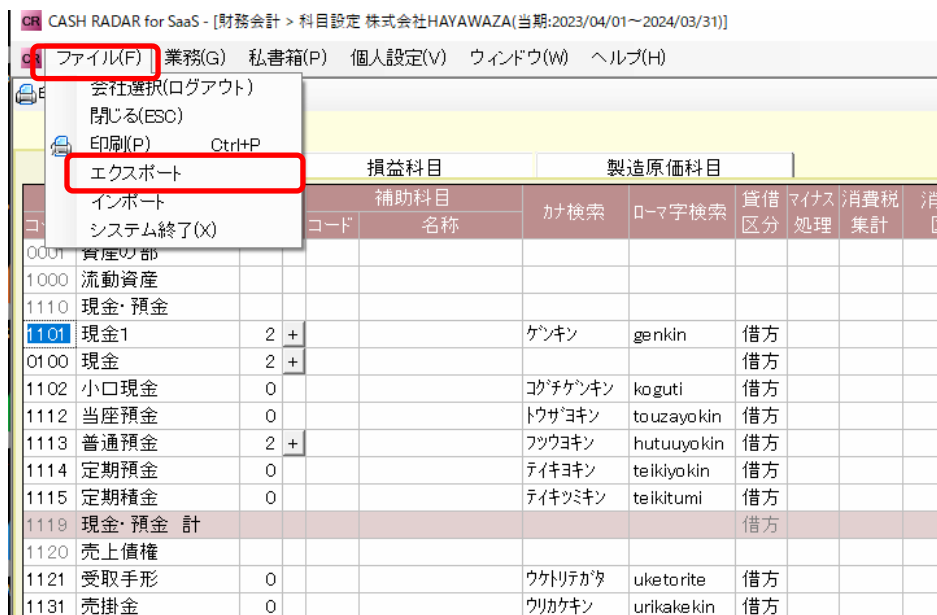 CR CASH RADAR for SaaS - [財務会計 > 科目設定 株式会社HAYAWAZA(当期:2023/04/01～2024/03/31)]
CR ファイル(F) 業務(G) 私書箱(P) 個人設定(V) ウィンドウ(W) ヘルプ(H)
会社選択(ログアウト)
閉じる(ESC)
印刷(P) Ctrl+P
エクスポート
インポート
システム終了(X)
損益科目 製造原価科目
補助科目 カナ検索 ローマ字検索 貸借区分 マイナス処理 消費税集計
コード 名称
0001 資産の部
1000 流動資産
1110 現金・預金
1101 現金1 2 + ｹﾞﾝｷﾝ genkin 借方
0100 現金 2 + 借方
1102 小口現金 0 ｺｸﾞﾁｹﾞﾝｷﾝ koguti 借方
1112 当座預金 0 ﾄｳｻﾞﾖｷﾝ touzayokin 借方
1113 普通預金 2 + ﾌﾂｳﾖｷﾝ hutuuyokin 借方
1114 定期預金 0 ﾃｲｷﾖｷﾝ teikiyokin 借方
1115 定期積金 0 ﾃｲｷﾂﾐｷﾝ teikitumi 借方
1119 現金・預金 計 借方
1120 売上債権
1121 受取手形 0 ｳｹﾄﾘﾃｶﾞﾀ uketorite 借方
1131 売掛金 0 ｳﾘｶｹｷﾝ urikakekin 借方